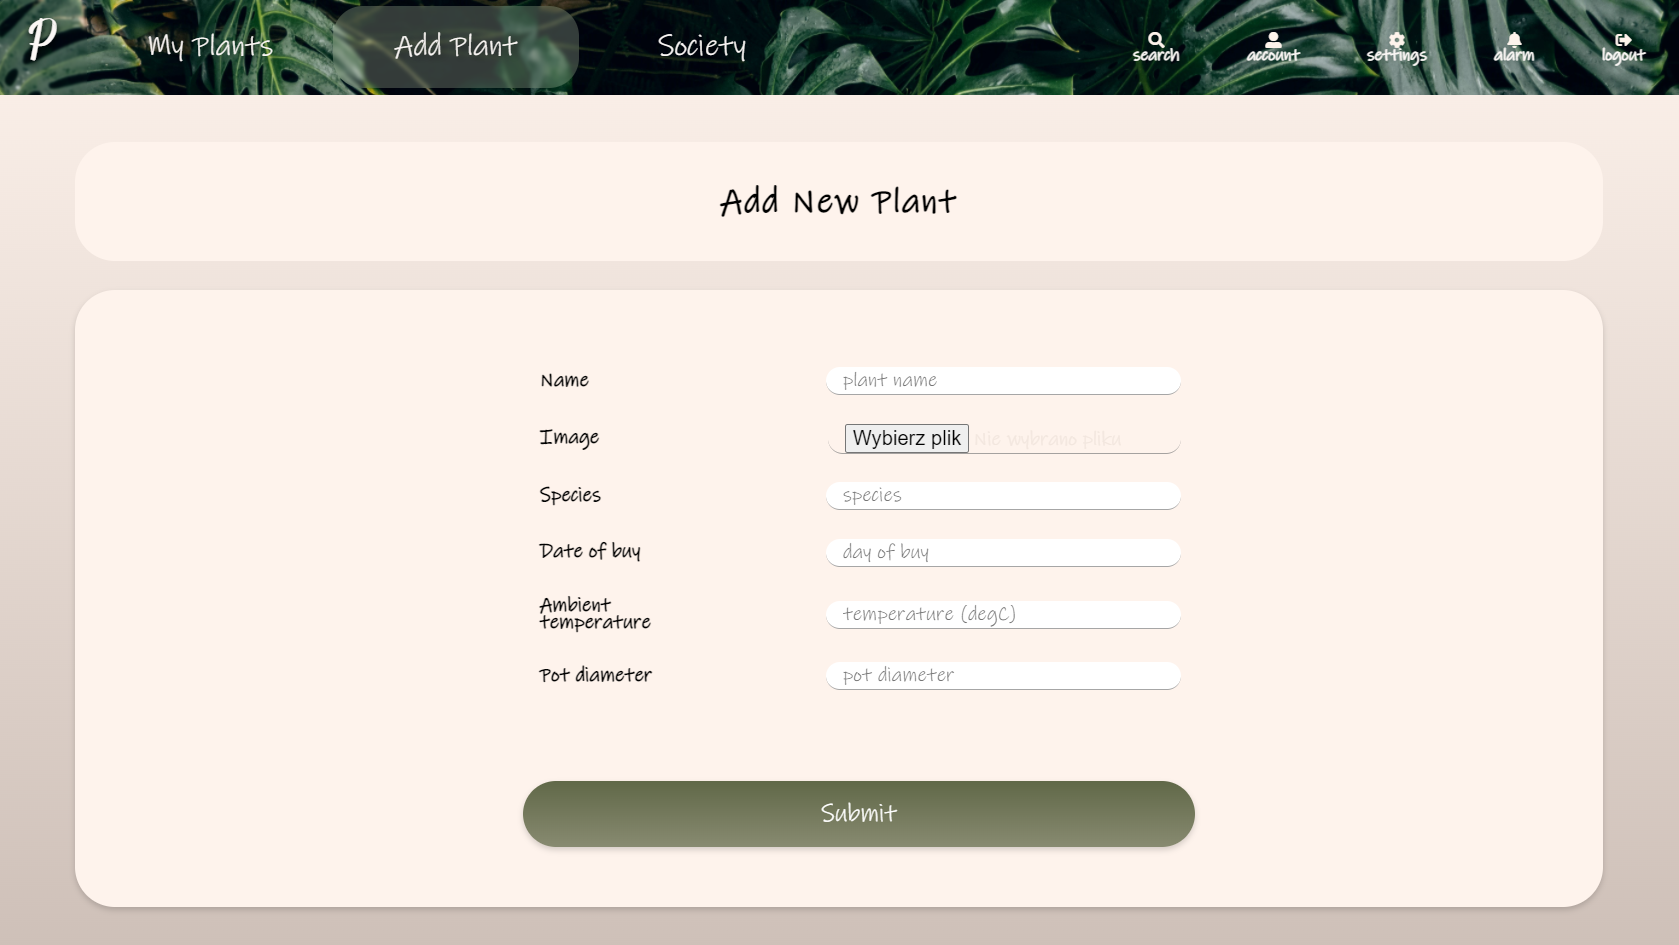 P
My Plants
Add Plant
Society
search
account
settings
alarm
logout
Add New Plant
Name
plant name
Image
Wybierz plik Nie wybrano pliku
Species
species
Date of buy
day of buy
Ambient
temperature
temperature (degC)
Pot diameter
pot diameter
Submit